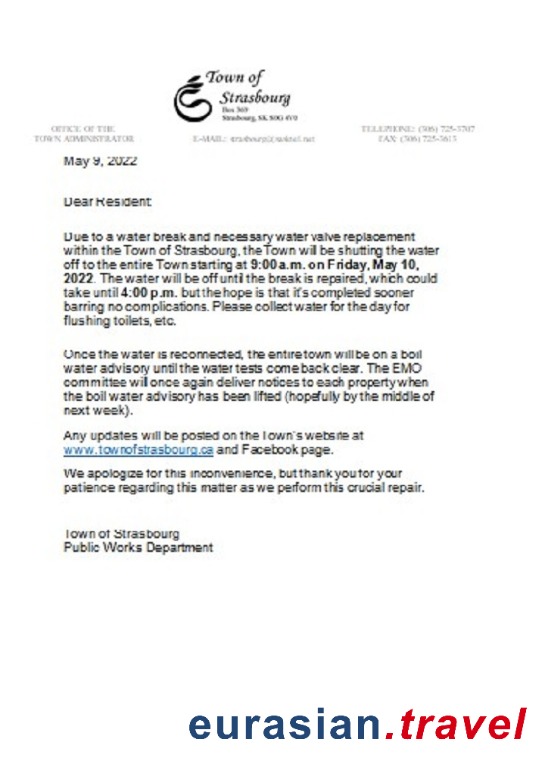 Town of
Strasbourg
Box 369
Strasbourg, SK S0G 4V0
OFFICE OF THE
TOWN ADMINISTRATOR
E-MAIL: strasbourg@sasktel.net
TELEPHONE: (306) 725-3707
FAX: (306) 725-3613
May 9, 2022
Dear Resident
Due to a water break and necessary water valve replacement
within the Town of Strasbourg, the Town will be shutting the water
off to the entire Town starting at 9:00 a.m. on Friday, May 10,
2022. The water will be off until the break is repaired, which could
take until 4:00 p.m. but the hope is that it's completed sooner
barring no complications. Please collect water for the day for
flushing toilets, etc.
Once the water is reconnected, the entire town will be on a boil
water advisory until the water tests come back clear. The EMO
committee will once again deliver notices to each property when
the boil water advisory has been lifted (hopefully by the middle of
next week).
Any updates will be posted on the Town's website at
www.townofstrasbourg.ca and Facebook page.
We apologize for this inconvenience, but thank you for your
patience regarding this matter as we perform this crucial repair.
Town of Strasbourg
Public Works Department
eurasian.travel